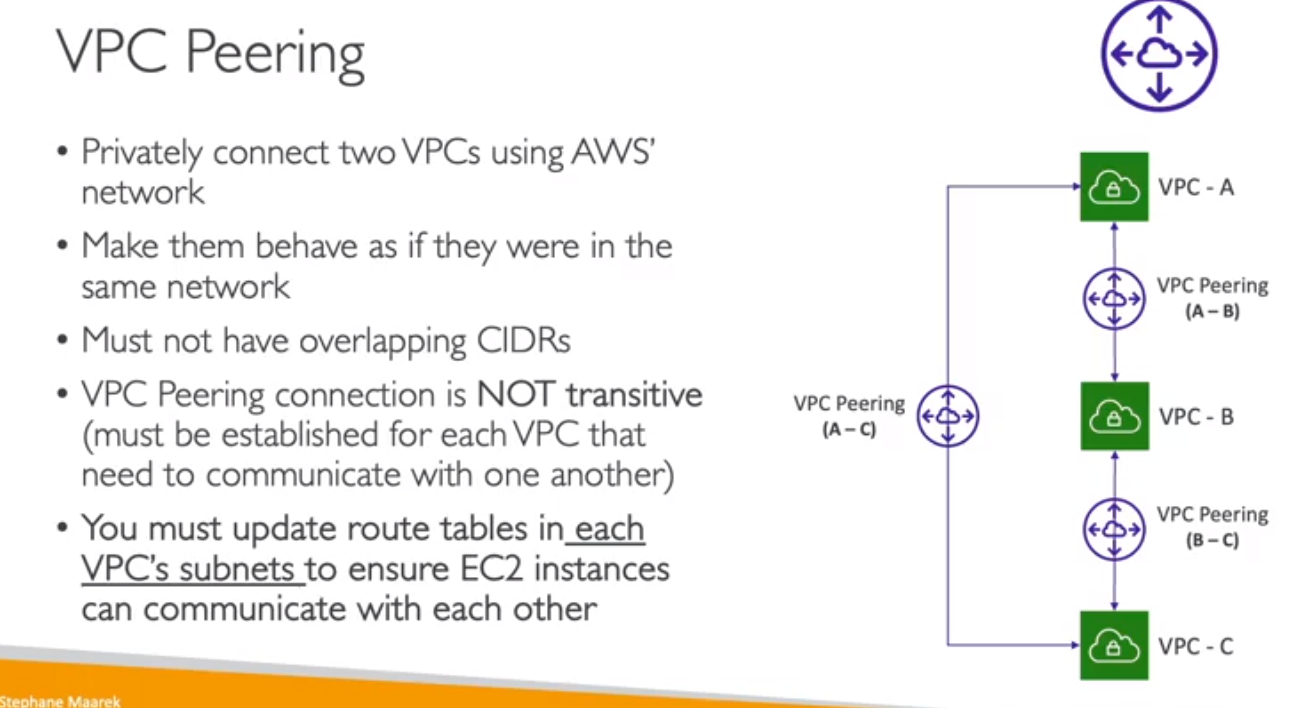 VPC Peering
• Privately connect two VPCs using AWS’
network
• Make them behave as if they were in the
same network
• Must not have overlapping CIDRs
• VPC Peering connection is NOT transitive
(must be established for each VPC that
need to communicate with one another)
• You must update route tables in each
VPC’s subnets to ensure EC2 instances
can communicate with each other
VPC - A
VPC Peering
(A – B)
VPC Peering
(A – C)
VPC - B
VPC Peering
(B – C)
VPC - C
Stephane Maarek